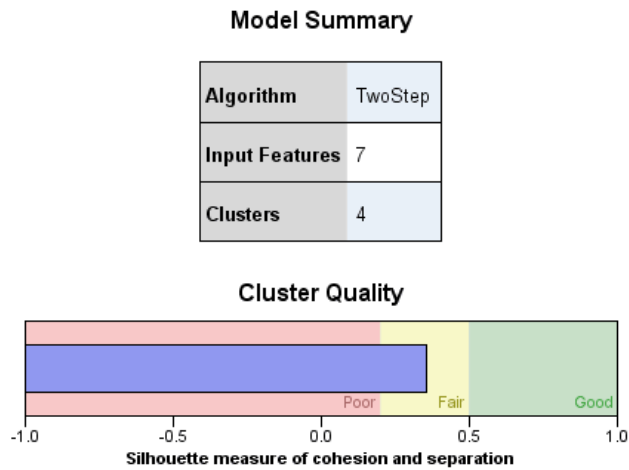 Model Summary
Algorithm TwoStep
Input Features 7
Clusters 4
Cluster Quality
Poor Fair Good
-1.0 -0.5 0.0 0.5 1.0
Silhouette measure of cohesion and separation